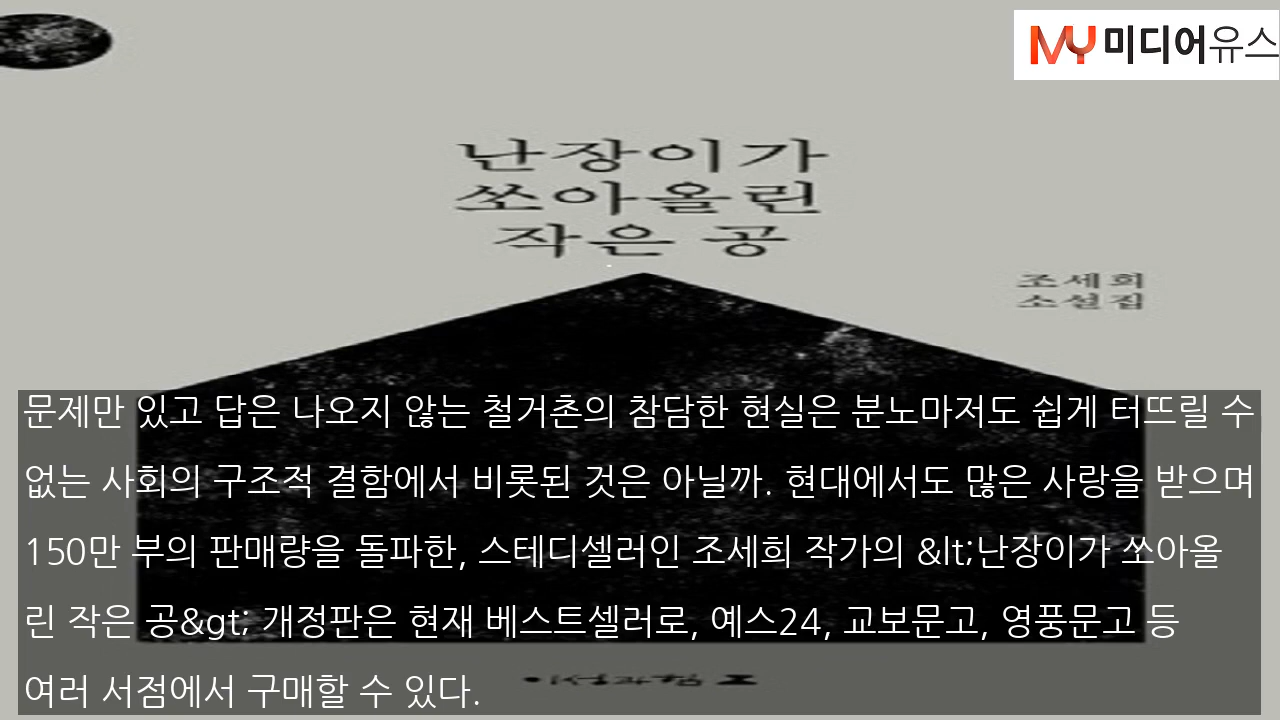 MY 미디어유스
난장이가
쏘아올린
작은 공
조세희
소설집
문제만 있고 답은 나오지 않는 철거촌의 참담한 현실은 분노마저도 쉽게 터뜨릴 수
없는 사회의 구조적 결함에서 비롯된 것은 아닐까. 현대에서도 많은 사랑을 받으며
150만 부의 판매량을 돌파한, 스테디셀러인 조세희 작가의 &lt;난장이가 쏘아올
린 작은 공&gt; 개정판은 현재 베스트셀러로, 예스24, 교보문고, 영풍문고 등
여러 서점에서 구매할 수 있다.
이성과힘